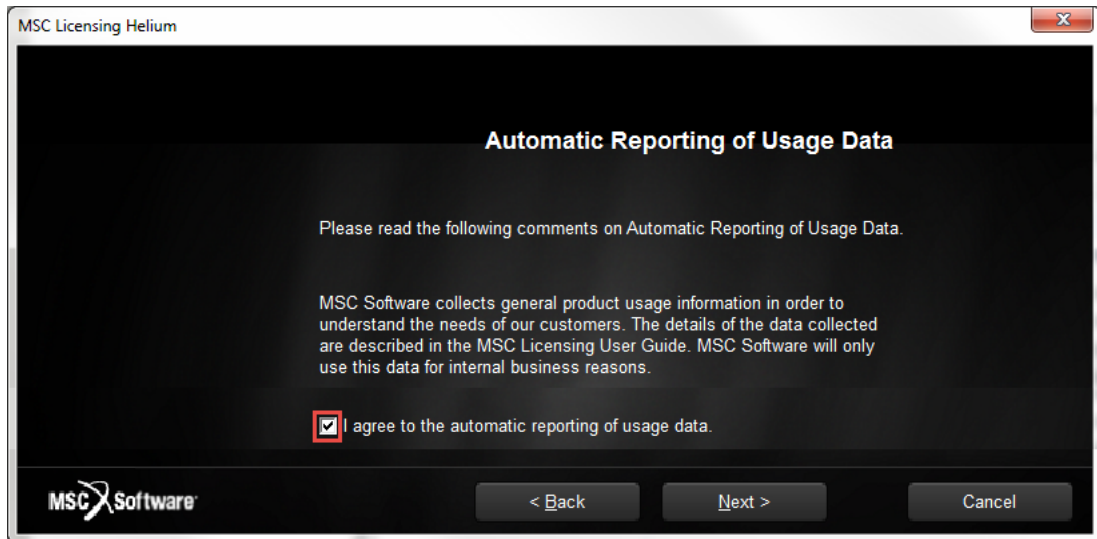 MSC Licensing Helium
Automatic Reporting of Usage Data
Please read the following comments on Automatic Reporting of Usage Data.
MSC Software collects general product usage information in order to
understand the needs of our customers. The details of the data collected
are described in the MSC Licensing User Guide. MSC Software will only
use this data for internal business reasons.
I agree to the automatic reporting of usage data.
MSC Software
< Back
Next >
Cancel